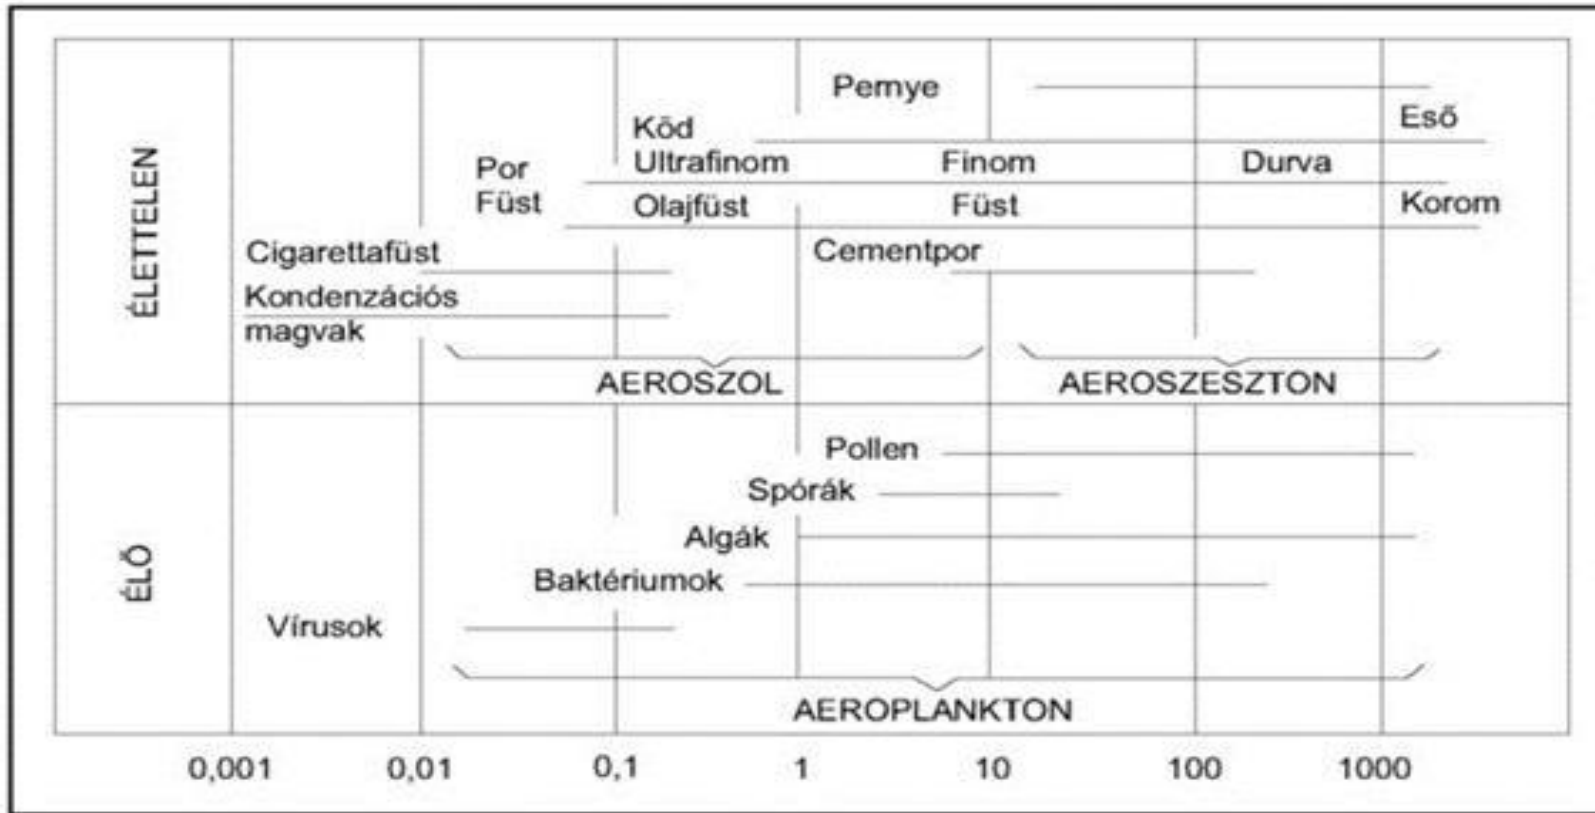 ÉLETTELEN
Pernye
Köd
Eső
Por
Ultrafinom
Finom
Durva
Füst
Olajfüst
Füst
Korom
Cigarettafüst
Cementpor
Kondenzációs
magvak
AEROSZOL
AEROSZESZTON
ÉLŐ
Pollen
Spórák
Algák
Baktériumok
Vírusok
AEROPLANKTON
0,001 0,01 0,1 1 10 100 1000